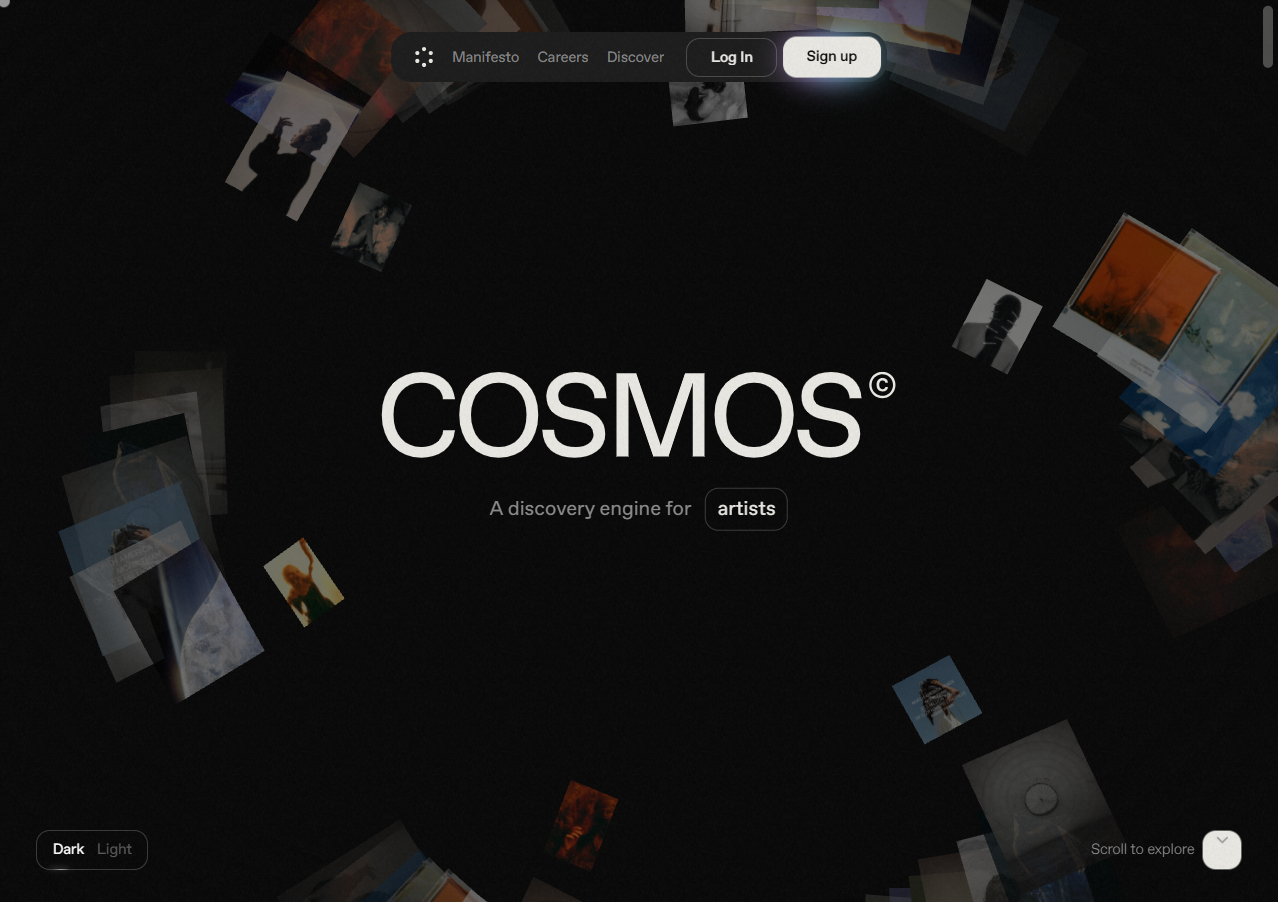 Manifesto Careers Discover Log In Sign up
COSMOS©
A discovery engine for artists
Dark Light
Scroll to explore